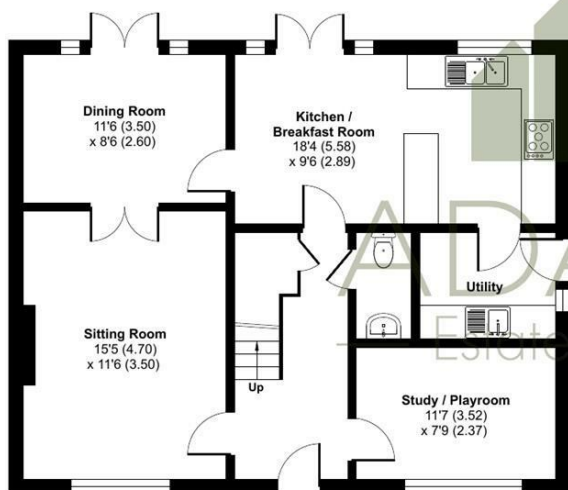 Dining Room
11'6 (3.50)
x 8'6 (2.60)
Kitchen /
Breakfast Room
18'4 (5.58)
x 9'6 (2.89)
Utility
Sitting Room
15'5 (4.70)
x 11'6 (3.50)
Up
Study / Playroom
11'7 (3.52)
x 7'9 (2.37)
Estate